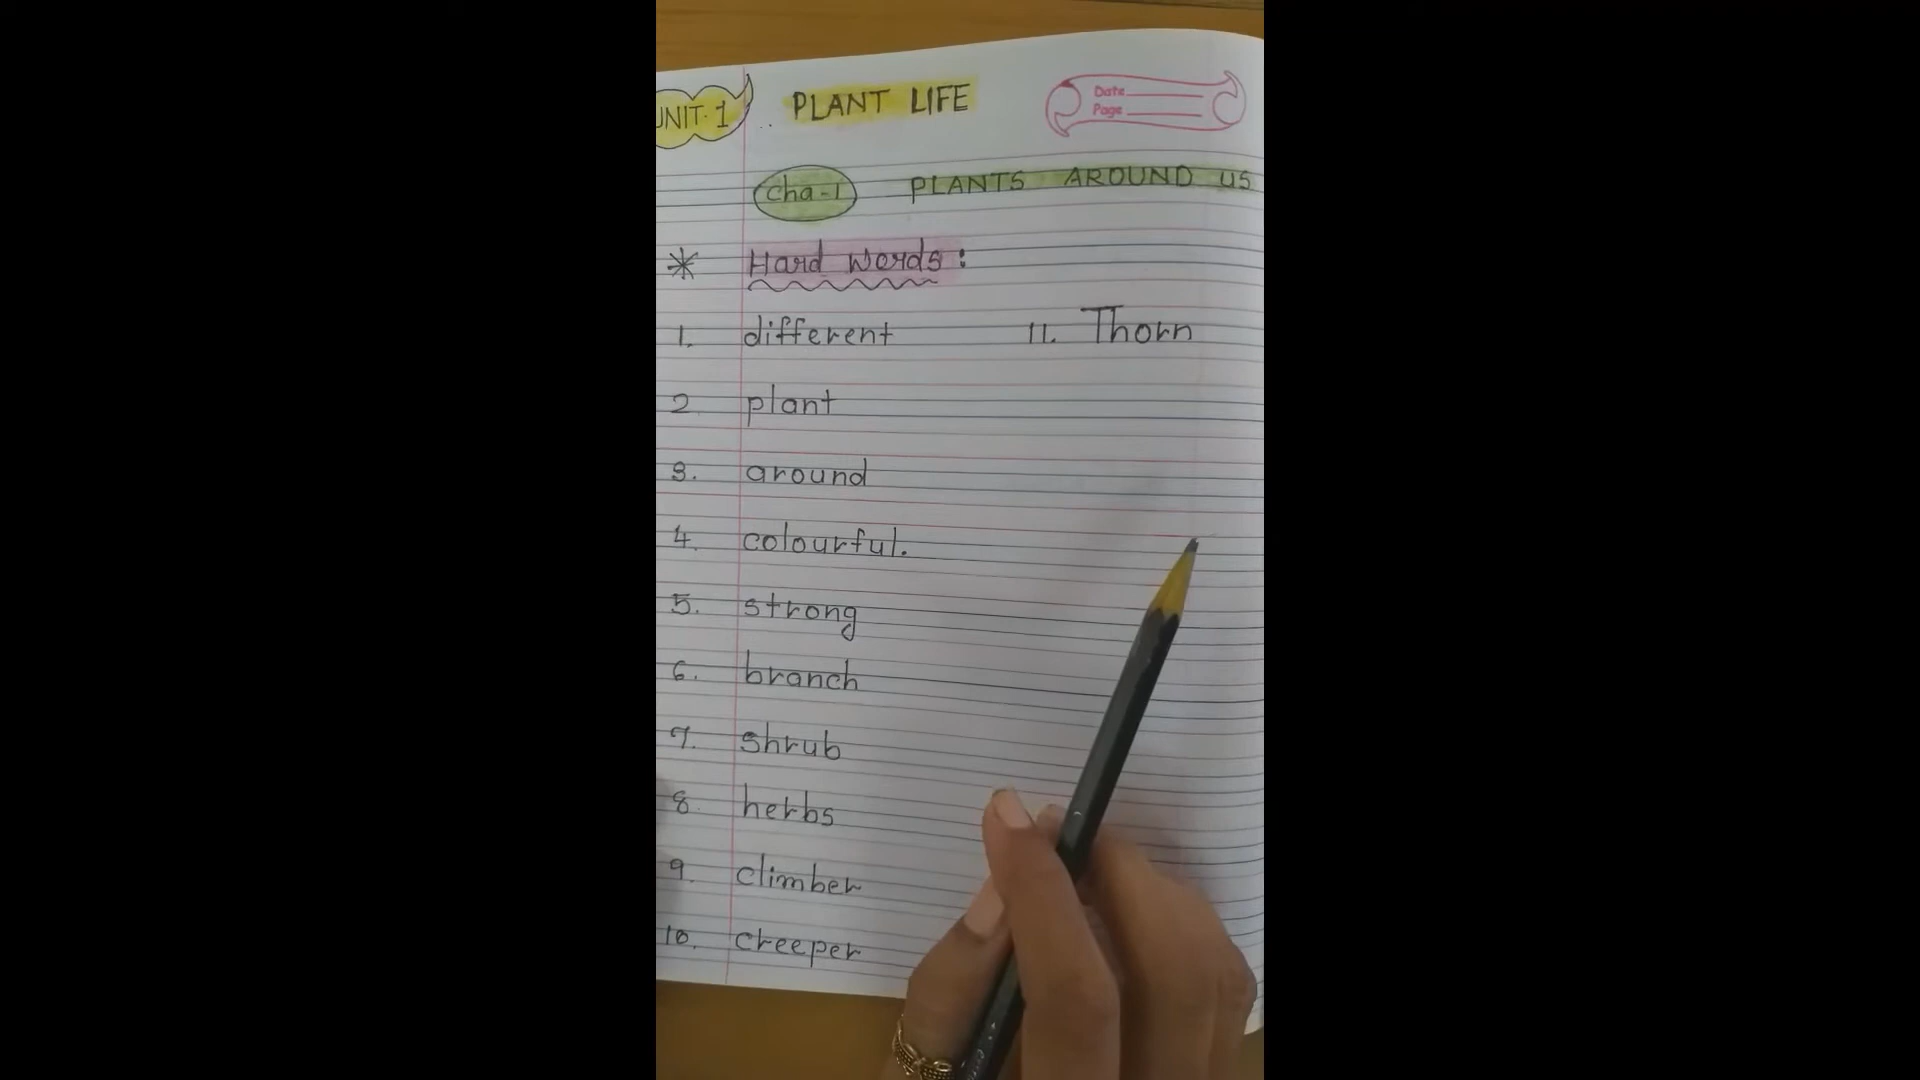 UNIT-1 PLANT LIFE
Date
Page
Cha-1 PLANTS AROUND US
* Hard Words:
1. different 11. Thorn
2 plant
3. around
4. colourful.
5. strong
6. branch
7. shrub
8. herbs
9. climber
10. creeper